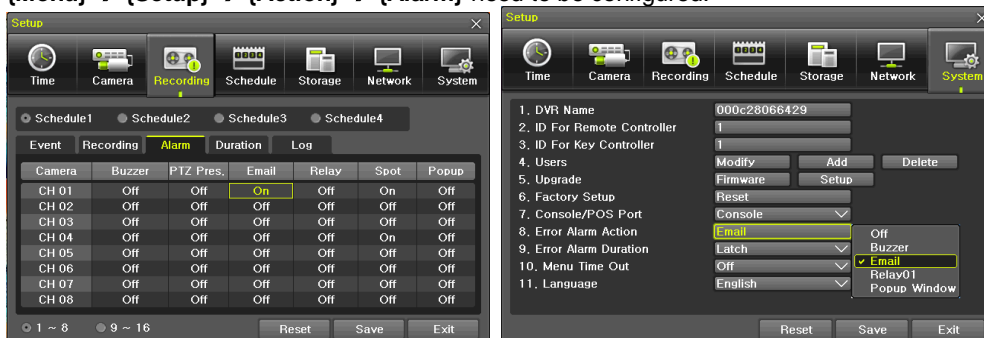 Setup
Time Camera Recording Schedule Storage Network System
Schedule1 Schedule2 Schedule3 Schedule4
Event Recording Alarm Duration Log
Camera Buzzer PTZ Pres. Email Relay Spot Popup
CH 01 Off Off On Off On Off
CH 02 Off Off Off Off Off Off
CH 03 Off Off Off Off Off Off
CH 04 Off Off Off Off On Off
CH 05 Off Off Off Off Off Off
CH 06 Off Off Off Off Off Off
CH 07 Off Off Off Off Off Off
CH 08 Off Off Off Off Off Off
1 ~ 8 9 ~ 16 Reset Save Exit
Setup
Time Camera Recording Schedule Storage Network System
1. DVR Name 000c28066429
2. ID For Remote Controller 1
3. ID For Key Controller 1
4. Users Modify Add Delete
5. Upgrade Firmware Setup
6. Factory Setup Reset
7. Console/POS Port Console
8. Error Alarm Action Email
9. Error Alarm Duration Latch
10. Menu Time Out Off
11. Language English
Off
Buzzer
Email
Relay01
Popup Window
Reset Save Exit